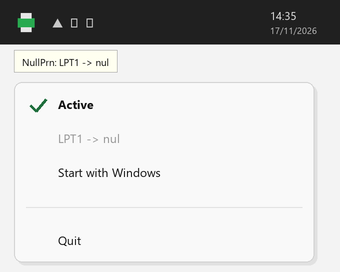 14:35
17/11/2026
NullPrn: LPT1 -> nul
Active
LPT1 -> nul
Start with Windows
Quit